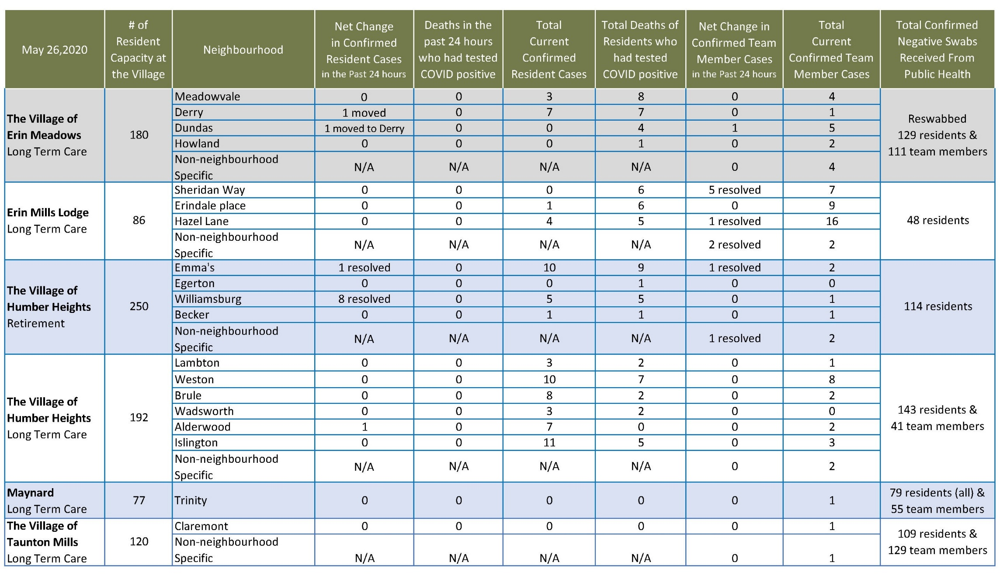 May 26,2020
# of
Resident
Capacity at
the Village
Neighbourhood
Net Change
in Confirmed
Resident Cases
in the Past 24 hours
Deaths in the
past 24 hours
who had tested
COVID positive
Total
Current
Confirmed
Resident Cases
Total Deaths of
Residents who
had tested
COVID positive
Net Change in
Confirmed Team
Member Cases
in the Past 24 hours
Total
Current
Confirmed Team
Member Cases
Total Confirmed
Negative Swabs
Received From
Public Health
The Village of
Erin Meadows
Long Term Care
180
Meadowvale 0 0 3 8 0 4
Derry 1 moved 0 7 7 0 1
Dundas 1 moved to Derry 0 0 4 1 5
Howland 0 0 0 1 0 2
Non-neighbourhood
Specific
N/A N/A N/A N/A 0 4
Reswabbed
129 residents &
111 team members
Erin Mills Lodge
Long Term Care
86
Sheridan Way 0 0 0 6 5 resolved 7
Erindale place 0 0 1 6 0 9
Hazel Lane 0 0 4 5 1 resolved 16
Non-neighbourhood
Specific
N/A N/A N/A N/A 2 resolved 2
48 residents
The Village of
Humber Heights
Retirement
250
Emma's 1 resolved 0 10 9 1 resolved 2
Egerton 0 0 0 1 0 0
Williamsburg 8 resolved 0 5 5 0 1
Becker 0 0 1 1 0 1
Non-neighbourhood
Specific
N/A N/A N/A N/A 1 resolved 2
114 residents
The Village of
Humber Heights
Long Term Care
192
Lambton 0 0 3 2 0 1
Weston 0 0 10 7 0 8
Brule 0 0 8 2 0 2
Wadsworth 0 0 3 2 0 0
Alderwood 1 0 7 0 0 2
Islington 0 0 11 5 0 3
Non-neighbourhood
Specific
N/A N/A N/A N/A 0 2
143 residents &
41 team members
Maynard
Long Term Care
77
Trinity 0 0 0 0 0 1
79 residents (all) &
55 team members
The Village of
Taunton Mills
Long Term Care
120
Claremont 0 0 0 0 0 1
Non-neighbourhood
Specific
N/A N/A N/A N/A 0 1
109 residents &
129 team members